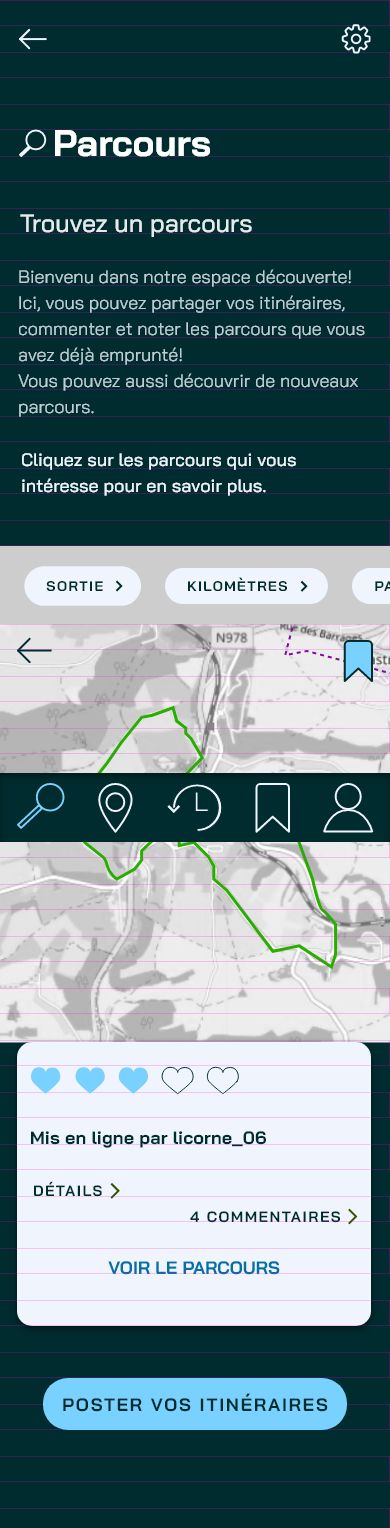 Parcours
Trouvez un parcours
Bienvenu dans notre espace découverte!
Ici, vous pouvez partager vos itinéraires,
commenter et noter les parcours que vous
avez déjà emprunté!
Vous pouvez aussi découvrir de nouveaux
parcours.
Cliquez sur les parcours qui vous
intéresse pour en savoir plus.
SORTIE
KILOMÈTRES
N978
Rue des Barrages
Mis en ligne par licorne_06
DÉTAILS
4 COMMENTAIRES
VOIR LE PARCOURS
POSTER VOS ITINÉRAIRES